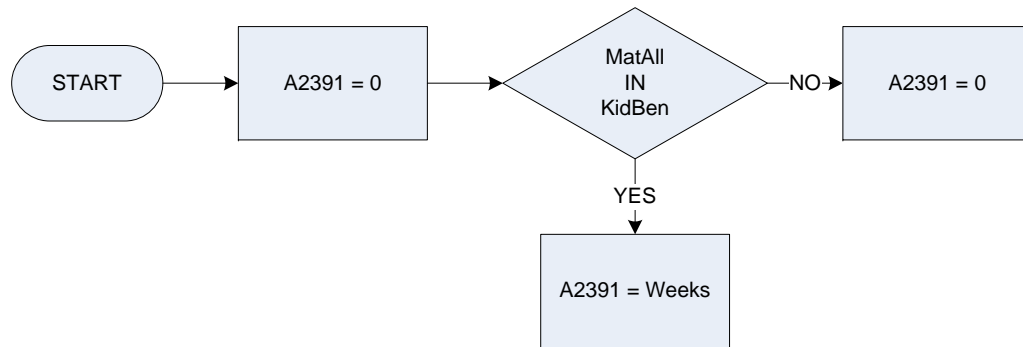 START
A2391 = 0
MatAll
IN
KidBen
NO
A2391 = 0
YES
A2391 = Weeks